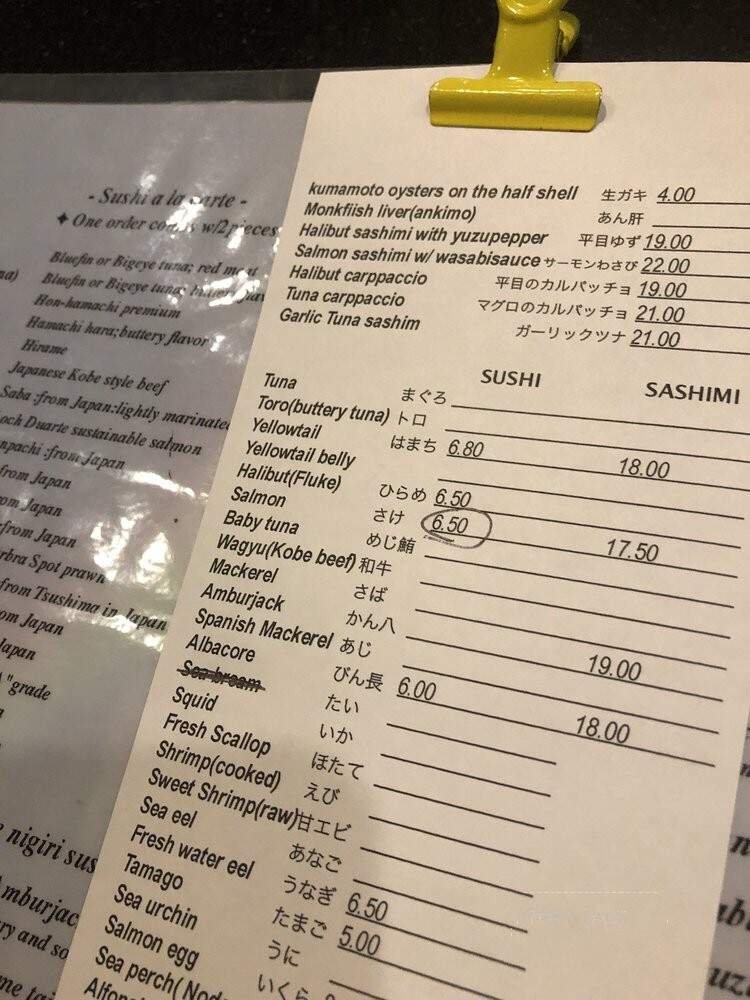 - Sushi a la carte -
✦ One order comes w/2 pieces
Bluefin or Bigeye tuna; red meat
Bluefin or Bigeye tuna;
Hon-hamachi premium
Hamachi hara; buttery flavor
Hirame
Japanese Kobe style beef
Saba :from Japan:lightly marinated
och Duarte sustainable salmon
npachi :from Japan
from Japan
om Japan
from Japan
rbra Spot prawn
from Tsushima in Japan
om Japan
Japan
"grade
e nigiri sus
Amburjac
ry and so
kumamoto oysters on the half shell 生ガキ 4.00
Monkfiish liver(ankimo) あん肝
Halibut sashimi with yuzupepper 平目ゆず 19.00
Salmon sashimi w/ wasabisauce サーモンわさび 22.00
Halibut carppaccio 平目のカルパッチョ 19.00
Tuna carppaccio マグロのカルパッチョ 21.00
Garlic Tuna sashim ガーリックツナ 21.00
SUSHI SASHIMI
Tuna まぐろ
Toro(buttery tuna) トロ
Yellowtail はまち 6.80 18.00
Yellowtail belly
Halibut(Fluke) ひらめ 6.50
Salmon さけ 6.50 17.50
Baby tuna めじ鮪
Wagyu(Kobe beef) 和牛
Mackerel さば
Amburjack かん八
Spanish Mackerel あじ 19.00
Albacore びん長 6.00 18.00
Sea bream たい
Squid いか
Fresh Scallop ほたて
Shrimp(cooked) えび
Sweet Shrimp(raw) 甘エビ
Sea eel あなご
Fresh water eel うなぎ 6.50
Tamago たまご 5.00
Sea urchin うに
Salmon egg いくら
Sea perch(